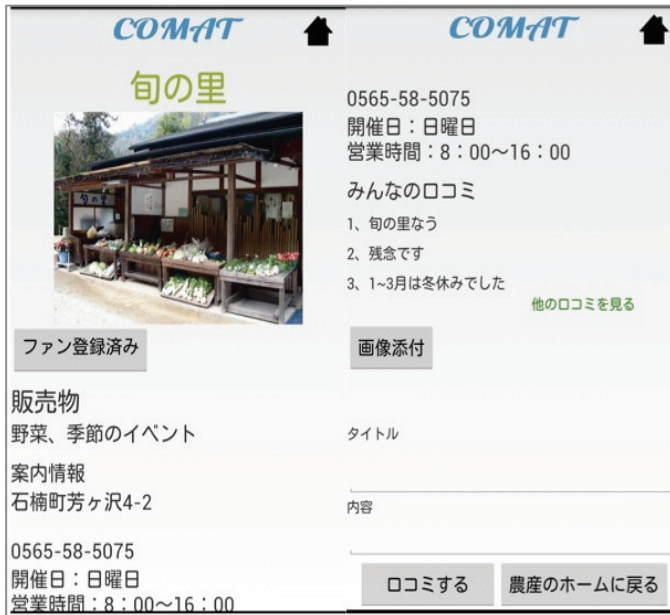 COMAT
旬の里
旬の里
ファン登録済み
販売物
野菜、季節のイベント
案内情報
石楠町芳ヶ沢4-2
0565-58-5075
開催日：日曜日
営業時間：8：00～16：00
COMAT
0565-58-5075
開催日：日曜日
営業時間：8：00～16：00
みんなの口コミ
1、旬の里なう
2、残念です
3、1~3月は冬休みでした
他の口コミを見る
画像添付
タイトル
内容
口コミする
農産のホームに戻る